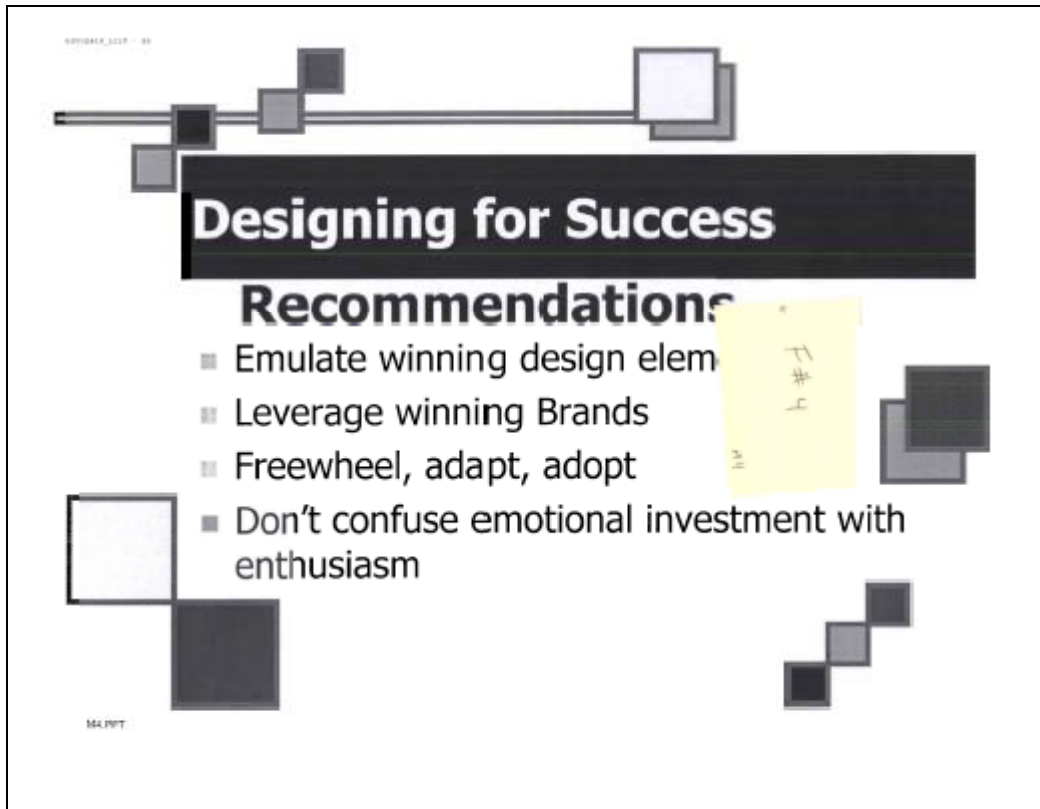 Designing for Success
Recommendations
Emulate winning design elem
Leverage winning Brands
Freewheel, adapt, adopt
Don't confuse emotional investment with
enthusiasm
F#4
M4.PPT